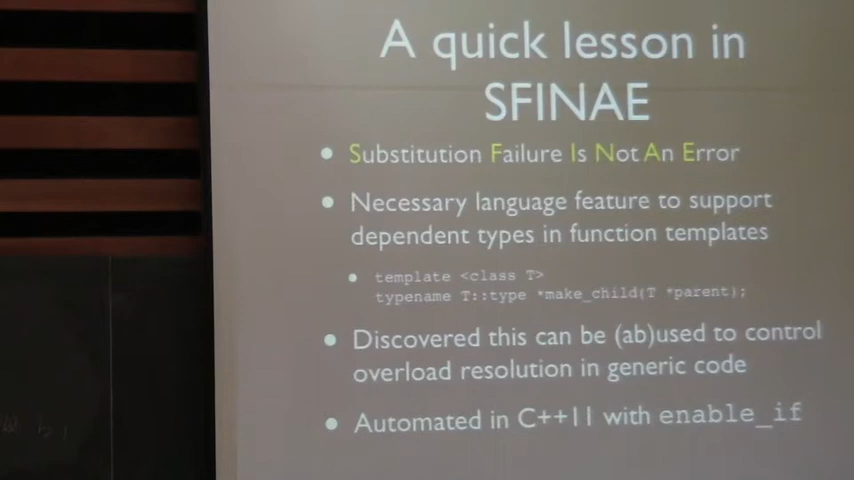 A quick lesson in
SFINAE
• Substitution Failure Is Not An Error
• Necessary language feature to support
dependent types in function templates
• template <class T>
typename T::type *make_child(T *parent);
• Discovered this can be (ab)used to control
overload resolution in generic code
• Automated in C++11 with enable_if